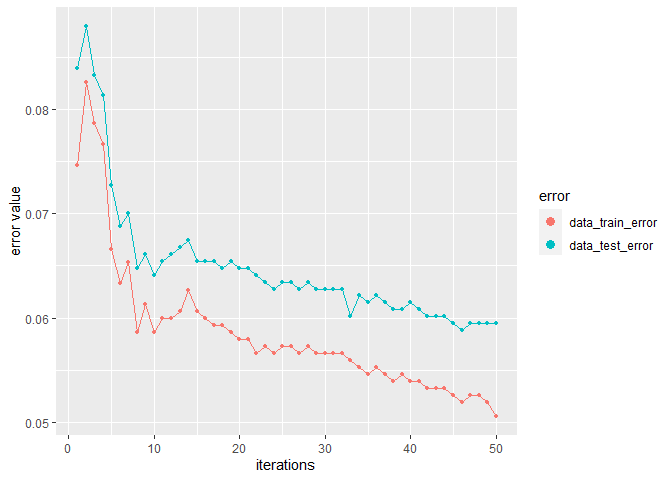 0.08
0.07
0.06
0.05
error value
0 10 20 30 40 50
iterations
error
data_train_error
data_test_error